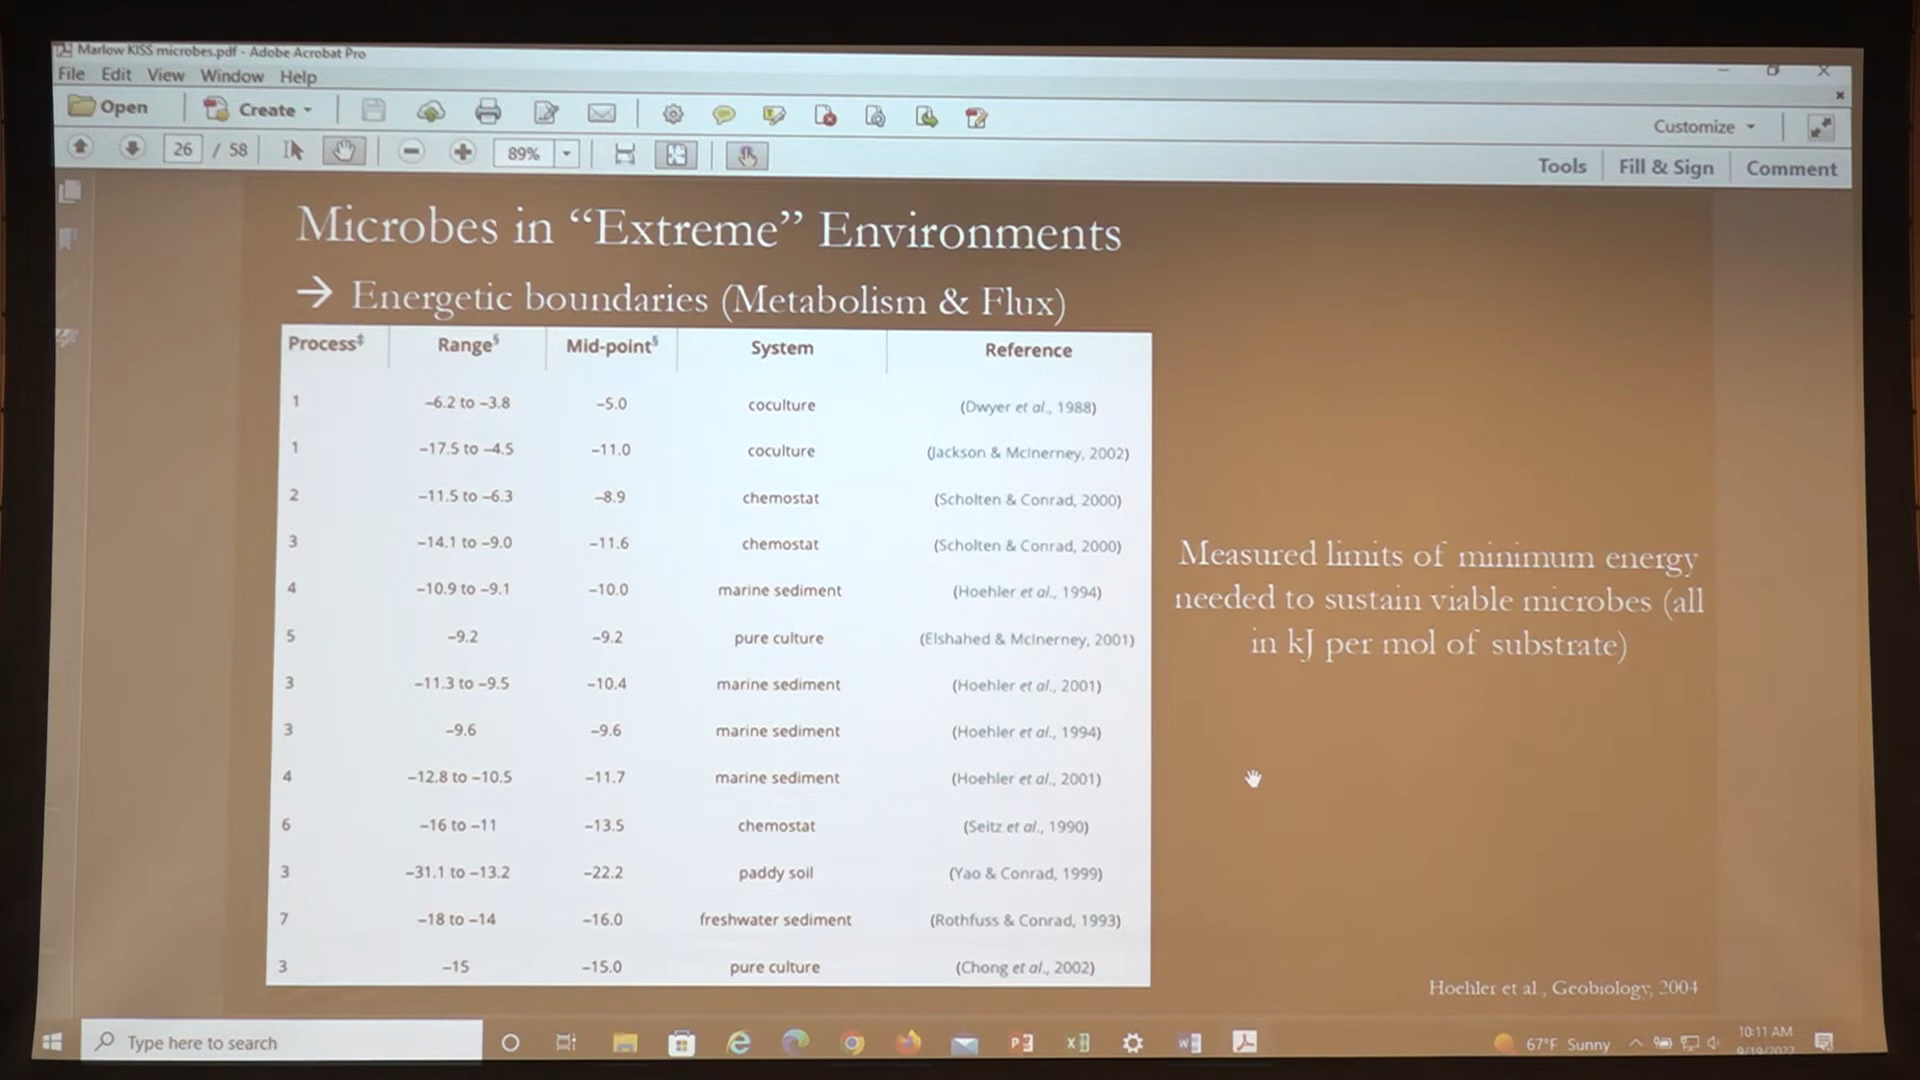 Marlow KISS microbes.pdf - Adobe Acrobat Pro
File Edit View Window Help
Open Create Customize
26 / 58 89% Tools Fill & Sign Comment
Microbes in “Extreme” Environments
→ Energetic boundaries (Metabolism & Flux)
Process‡ Range§ Mid-point§ System Reference
1 −6.2 to −3.8 −5.0 coculture (Dwyer et al., 1988)
1 −17.5 to −4.5 −11.0 coculture (Jackson & McInerney, 2002)
2 −11.5 to −6.3 −8.9 chemostat (Scholten & Conrad, 2000)
3 −14.1 to −9.0 −11.6 chemostat (Scholten & Conrad, 2000)
4 −10.9 to −9.1 −10.0 marine sediment (Hoehler et al., 1994)
5 −9.2 −9.2 pure culture (Elshahed & McInerney, 2001)
3 −11.3 to −9.5 −10.4 marine sediment (Hoehler et al., 2001)
3 −9.6 −9.6 marine sediment (Hoehler et al., 1994)
4 −12.8 to −10.5 −11.7 marine sediment (Hoehler et al., 2001)
6 −16 to −11 −13.5 chemostat (Seitz et al., 1990)
3 −31.1 to −13.2 −22.2 paddy soil (Yao & Conrad, 1999)
7 −18 to −14 −16.0 freshwater sediment (Rothfuss & Conrad, 1993)
3 −15 −15.0 pure culture (Chong et al., 2002)
Measured limits of minimum energy
needed to sustain viable microbes (all
in kJ per mol of substrate)
Hoehler et al., Geobiology, 2004
Type here to search
67°F Sunny
10:11 AM
9/19/2022